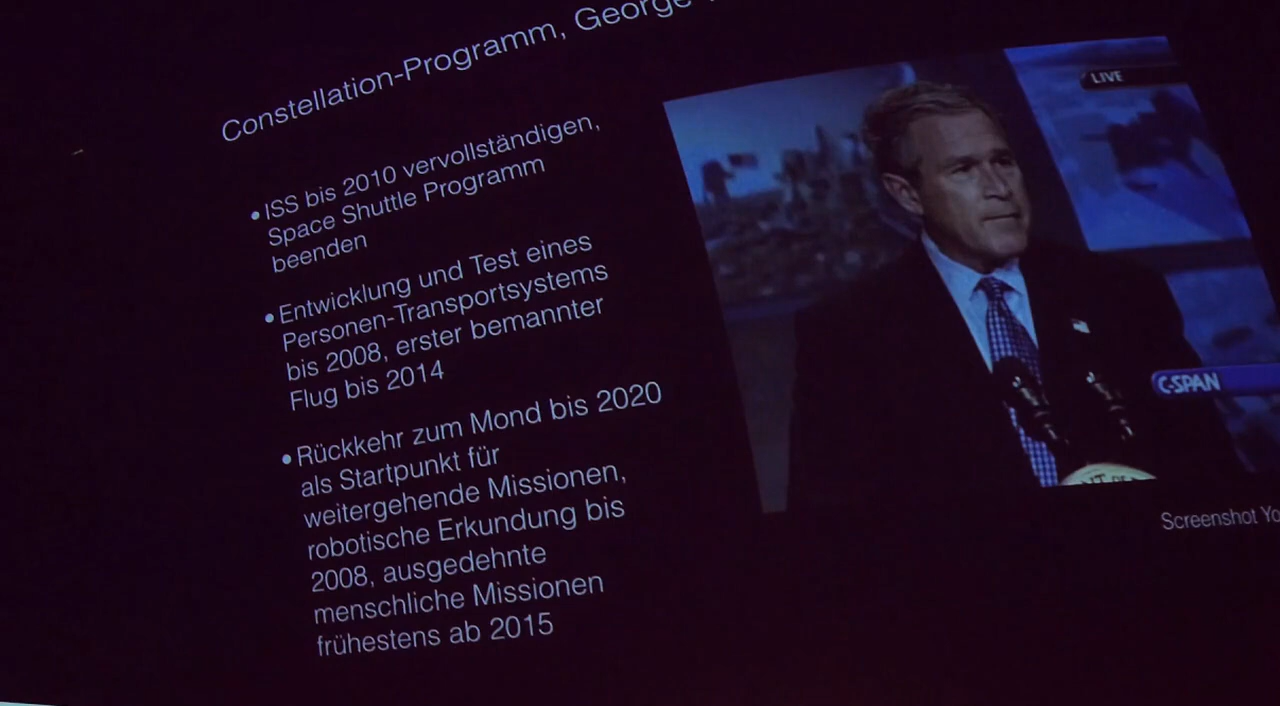 Constellation-Programm, George
• ISS bis 2010 vervollständigen,
Space Shuttle Programm
beenden
• Entwicklung und Test eines
Personen-Transportsystems
bis 2008, erster bemannter
Flug bis 2014
• Rückkehr zum Mond bis 2020
als Startpunkt für
weitergehende Missionen,
robotische Erkundung bis
2008, ausgedehnte
menschliche Missionen
frühestens ab 2015
LIVE
C-SPAN
Screenshot